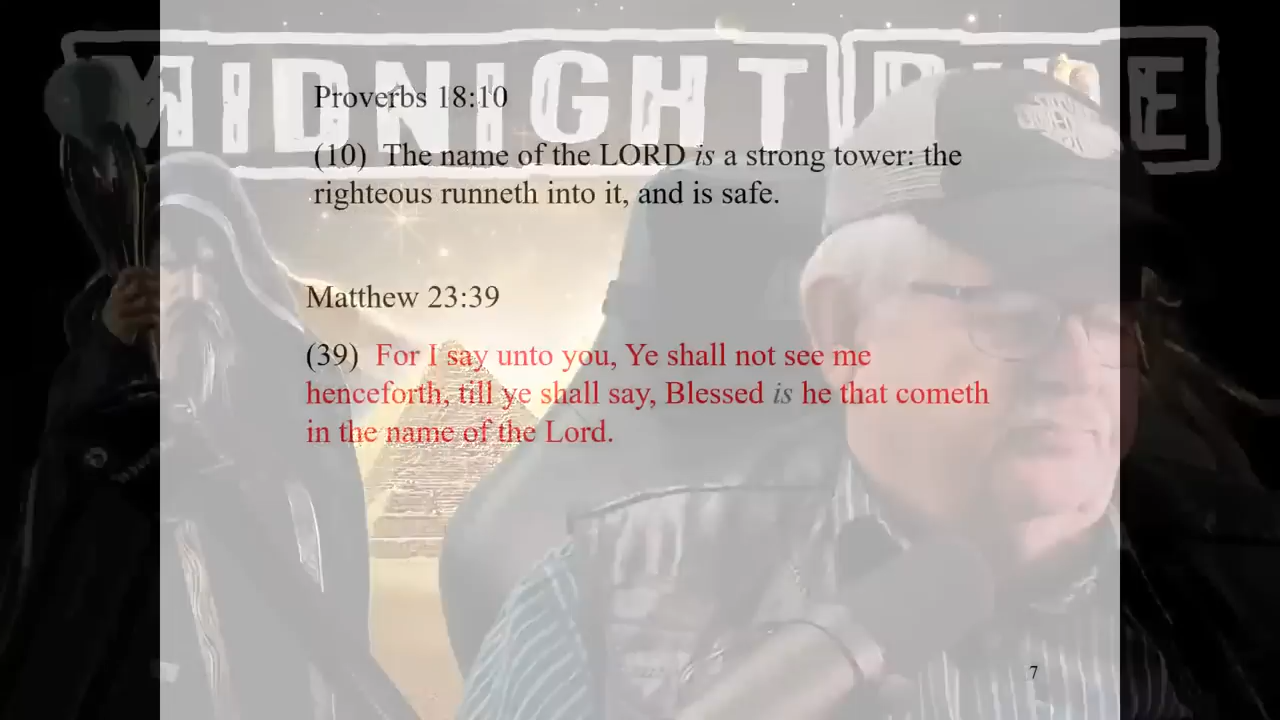 MIDNIGHT RIDE
Proverbs 18:10
(10) The name of the LORD is a strong tower: the
righteous runneth into it, and is safe.
Matthew 23:39
(39) For I say unto you, Ye shall not see me
henceforth, till ye shall say, Blessed is he that cometh
in the name of the Lord.
7